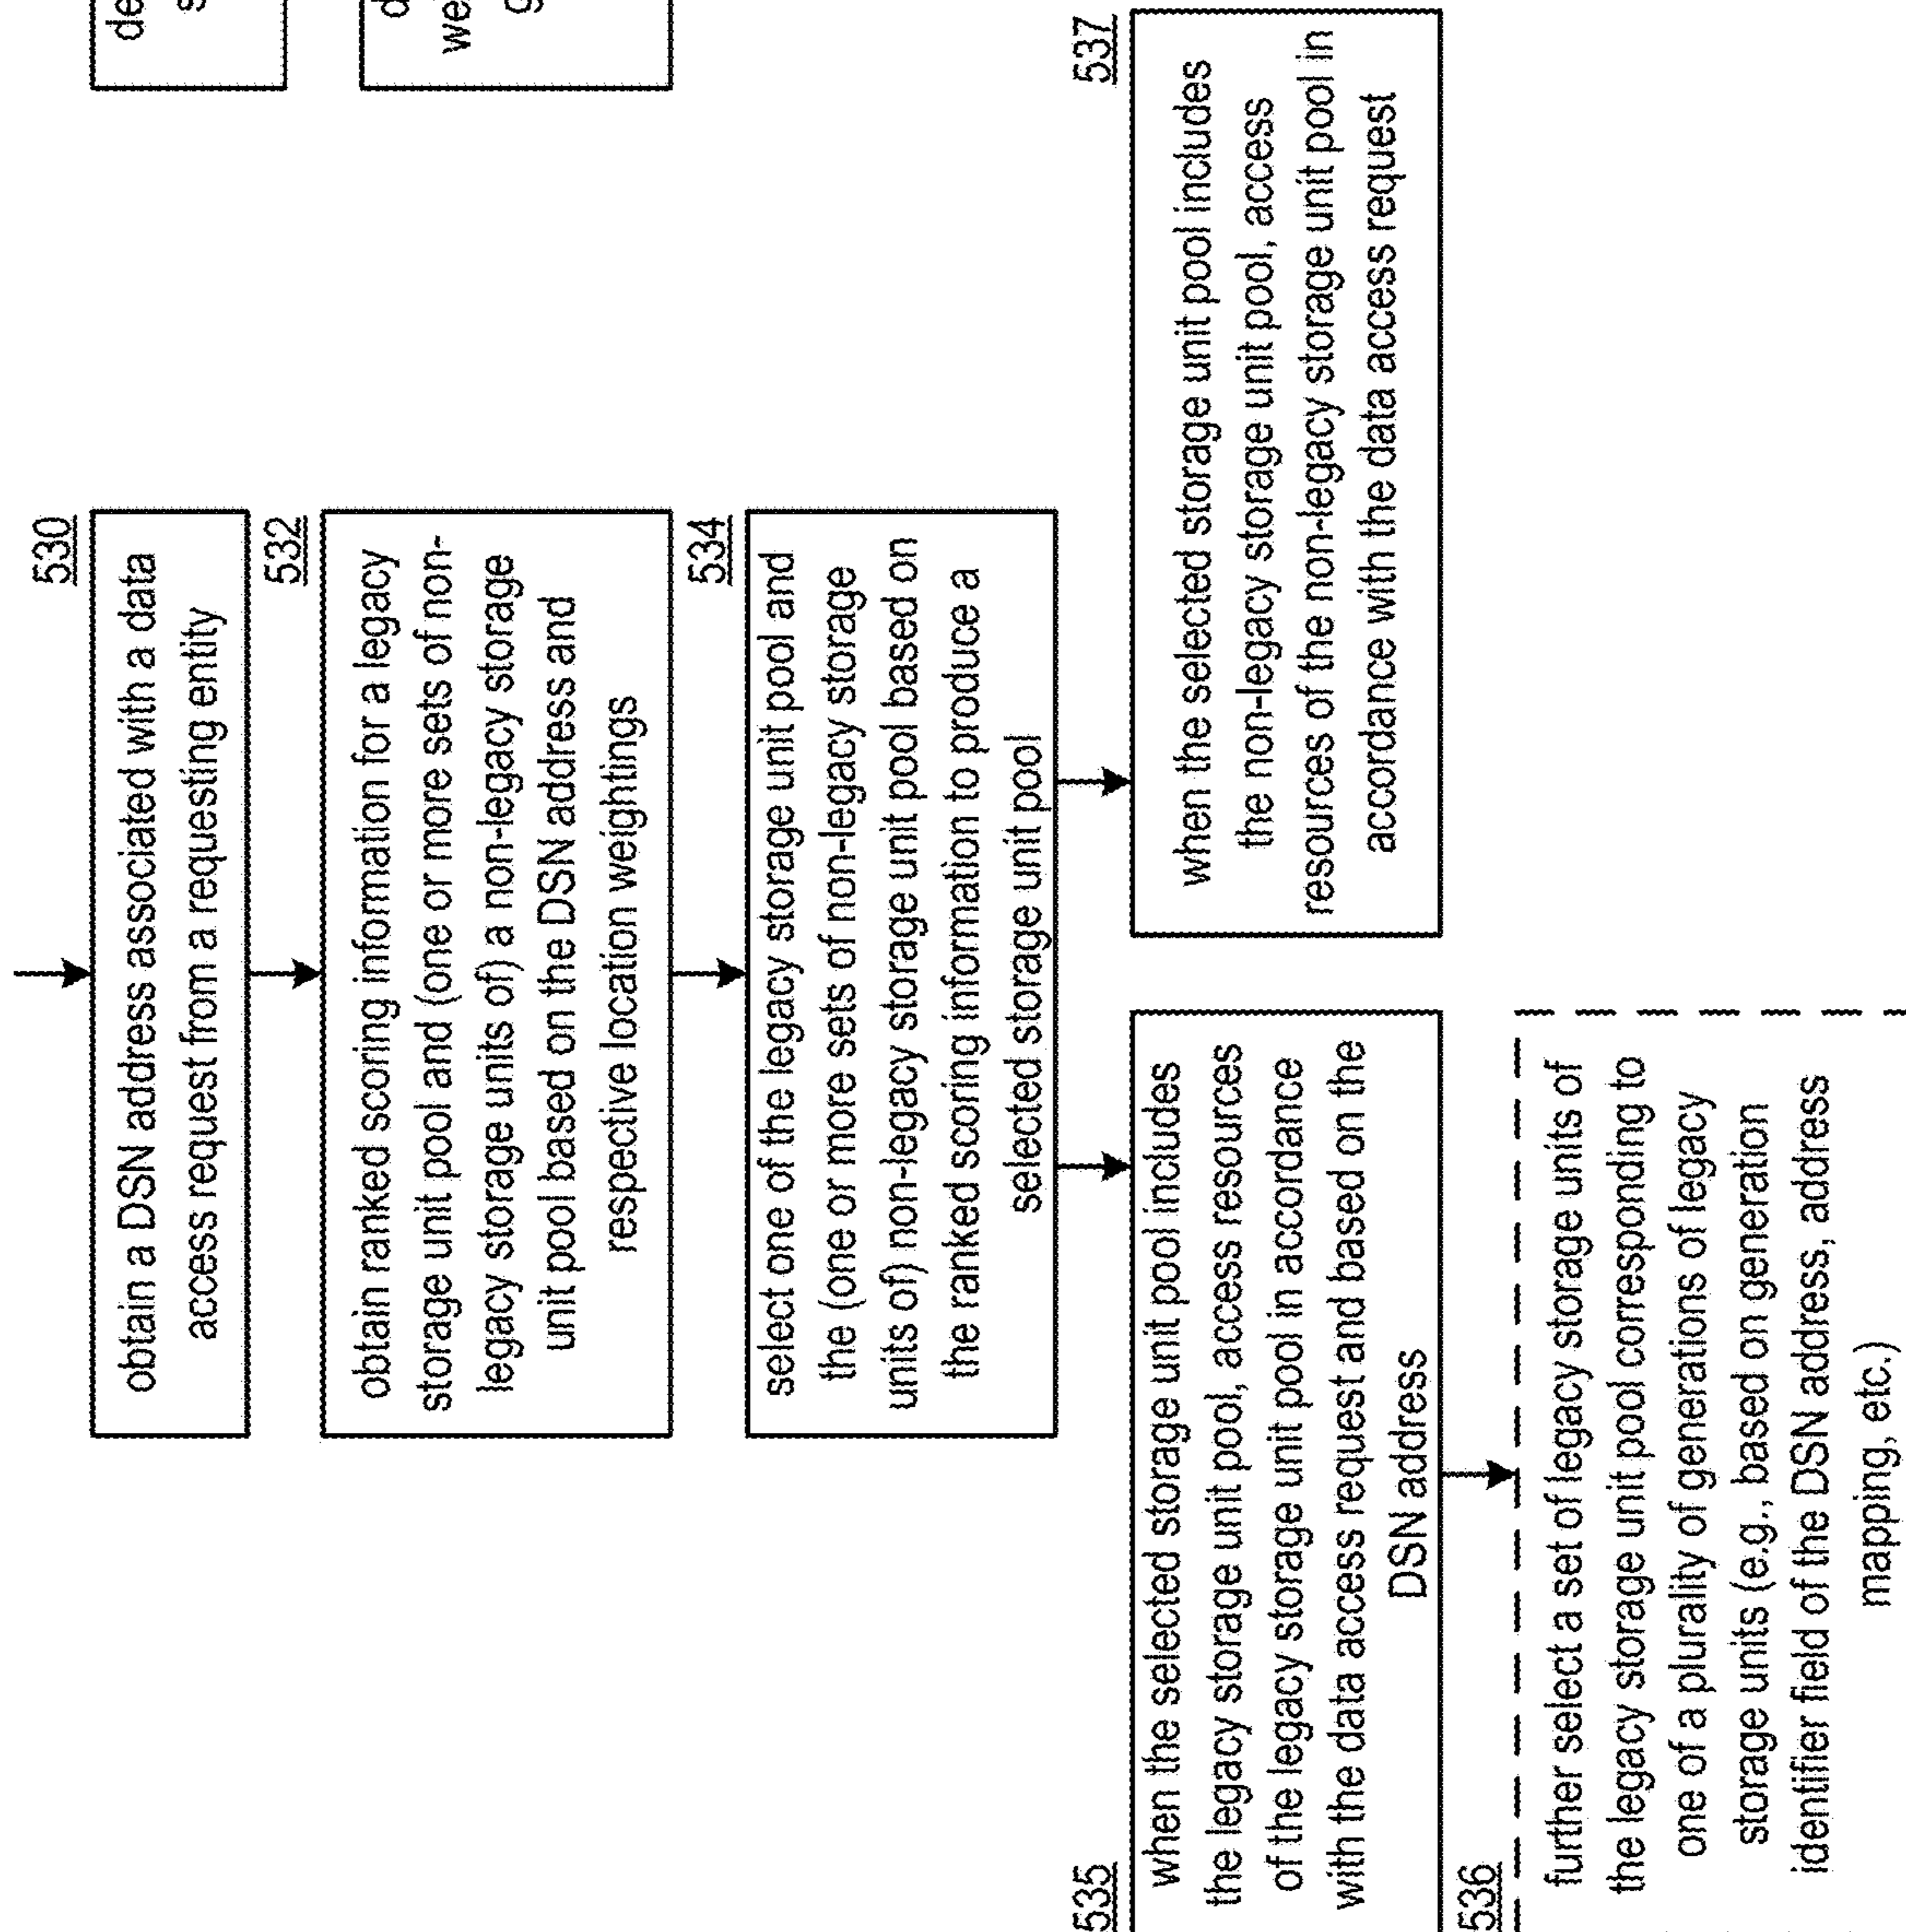 530
obtain a DSN address associated with a data
access request from a requesting entity
532
obtain ranked scoring information for a legacy
storage unit pool and (one or more sets of non-
legacy storage units of) a non-legacy storage
unit pool based on the DSN address and
respective location weightings
534
select one of the legacy storage unit pool and
the (one or more sets of non-legacy storage
units of) non-legacy storage unit pool based on
the ranked scoring information to produce a
selected storage unit pool
535
when the selected storage unit pool includes
the legacy storage unit pool, access resources
of the legacy storage unit pool in accordance
with the data access request and based on the
DSN address
536
further select a set of legacy storage units of
the legacy storage unit pool corresponding to
one of a plurality of generations of legacy
storage units (e.g., based on generation
identifier field of the DSN address, address
mapping, etc.)
537
when the selected storage unit pool includes
the non-legacy storage unit pool, access
resources of the non-legacy storage unit pool in
accordance with the data access request